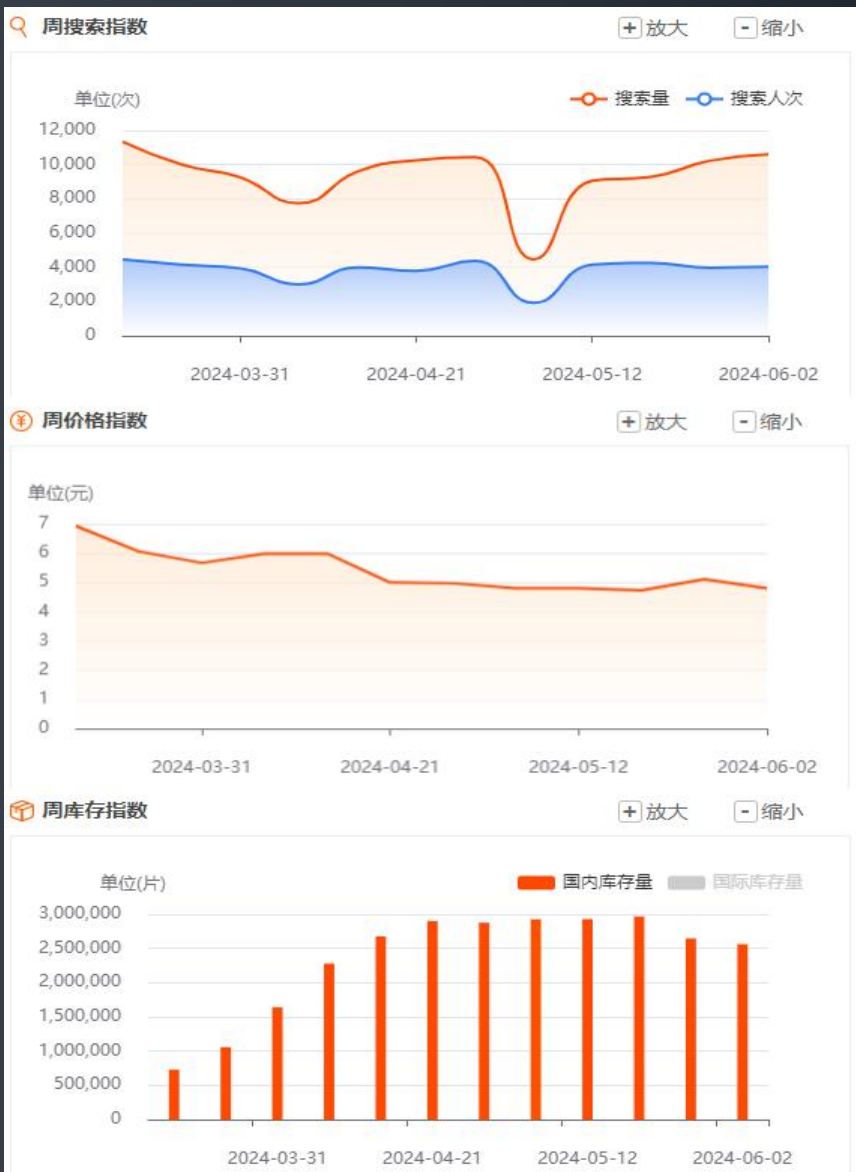 周搜索指数 + 放大 - 缩小
单位(次) 搜索量 搜索人次
12,000
10,000
8,000
6,000
4,000
2,000
0
2024-03-31 2024-04-21 2024-05-12 2024-06-02
¥ 周价格指数 + 放大 - 缩小
单位(元)
7
6
5
4
3
2
1
0
2024-03-31 2024-04-21 2024-05-12 2024-06-02
周库存指数 + 放大 - 缩小
单位(片) 国内库存量 国际库存量
3,000,000
2,500,000
2,000,000
1,500,000
1,000,000
500,000
0
2024-03-31 2024-04-21 2024-05-12 2024-06-02